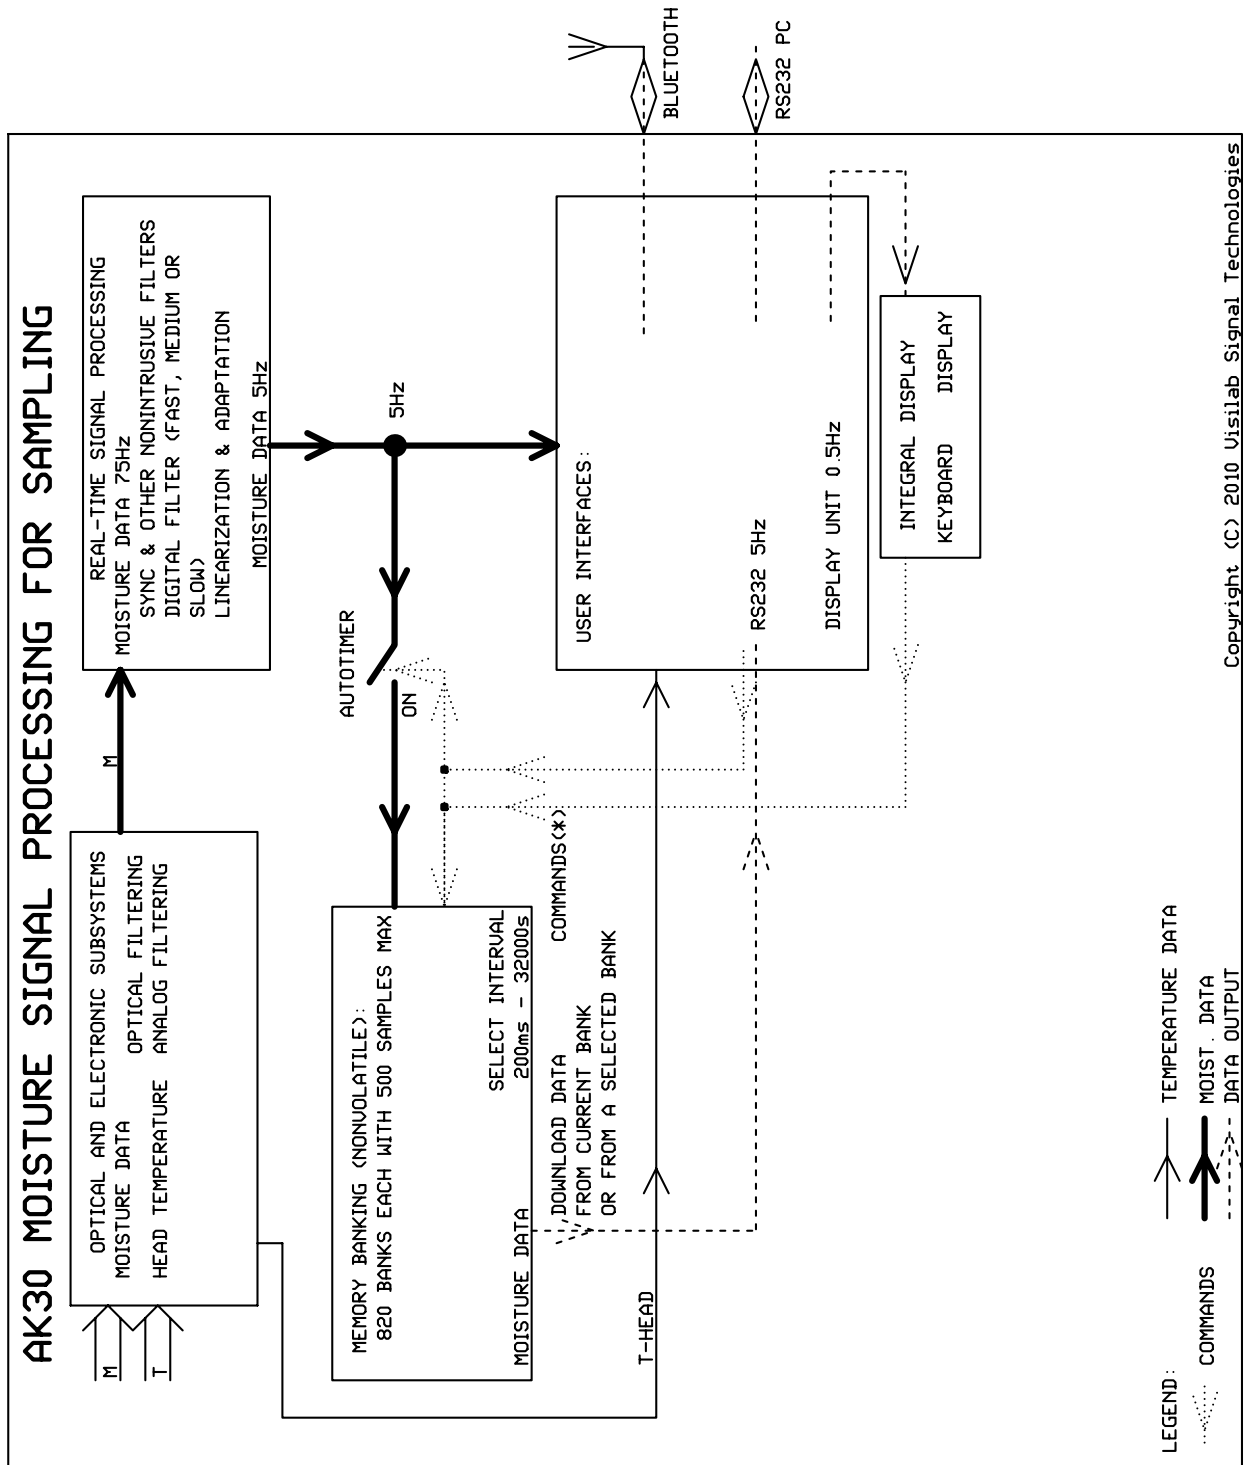 AK30 MOISTURE SIGNAL PROCESSING FOR SAMPLING
M
T
OPTICAL AND ELECTRONIC SUBSYSTEMS
MOISTURE DATA OPTICAL FILTERING
HEAD TEMPERATURE ANALOG FILTERING
M
REAL-TIME SIGNAL PROCESSING
MOISTURE DATA 75Hz
SYNC & OTHER NONINTRUSIVE FILTERS
DIGITAL FILTER (FAST, MEDIUM OR
SLOW)
LINEARIZATION & ADAPTATION
MOISTURE DATA 5Hz
MEMORY BANKING (NONVOLATILE):
820 BANKS EACH WITH 500 SAMPLES MAX
SELECT INTERVAL
200ms - 32000s
MOISTURE DATA
AUTOTIMER
ON
5Hz
DOWNLOAD DATA
FROM CURRENT BANK
OR FROM A SELECTED BANK
COMMANDS(*)
T-HEAD
USER INTERFACES:
RS232 5Hz
DISPLAY UNIT 0.5Hz
BLUETOOTH
RS232 PC
INTEGRAL DISPLAY
KEYBOARD DISPLAY
LEGEND:
COMMANDS
TEMPERATURE DATA
MOIST. DATA
DATA OUTPUT
Copyright (C) 2010 Visilab Signal Technologies